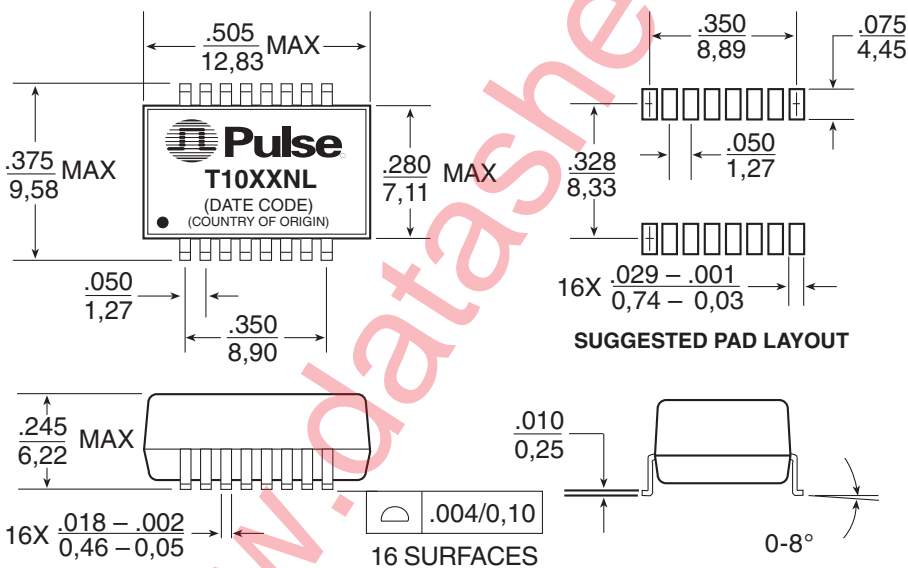 .505
12,83
MAX
.350
8,89
.075
4,45
.375
9,58
MAX
Pulse
T10XXNL
(DATE CODE)
(COUNTRY OF ORIGIN)
.280
7,11
MAX
.328
8,33
.050
1,27
.050
1,27
.350
8,90
16X .029 – .001
0,74 – 0,03
SUGGESTED PAD LAYOUT
.245
6,22
MAX
16X .018 – .002
0,46 – 0,05
.004/0,10
16 SURFACES
.010
0,25
0-8°
w.datashe